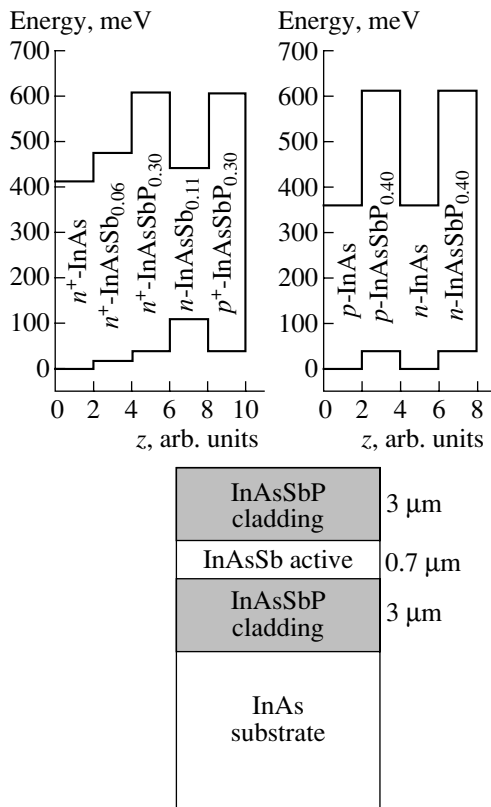 Energy, meV
700
600
500
400
300
200
100
0
n⁺-InAs
n⁺-InAsSb₀.₀₆
n⁺-InAsSbP₀.₃₀
n-InAsSb₀.₁₁
p⁺-InAsSbP₀.₃₀
0 2 4 6 8 10
z, arb. units
Energy, meV
700
600
500
400
300
200
100
0
p-InAs
p-InAsSbP₀.₄₀
n-InAs
n-InAsSbP₀.₄₀
0 2 4 6 8
z, arb. units
InAsSbP
cladding
3 μm
InAsSb active
0.7 μm
InAsSbP
cladding
3 μm
InAs
substrate